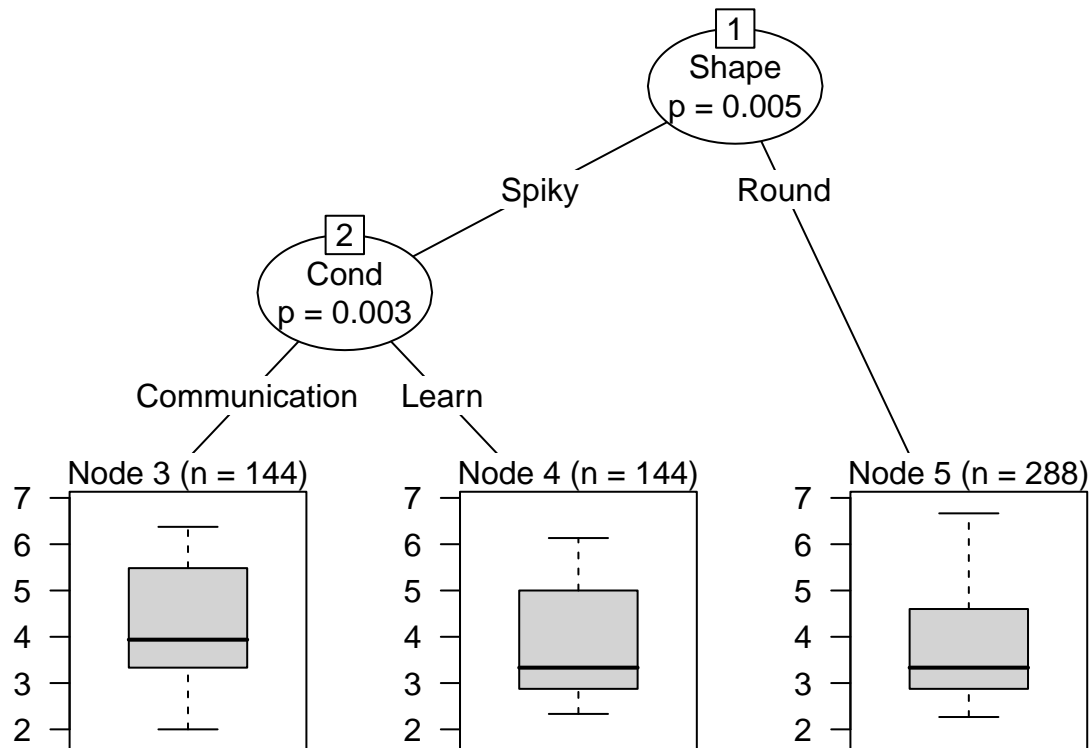 1
Shape
p = 0.005
Spiky
Round
2
Cond
p = 0.003
Communication
Learn
Node 3 (n = 144)
7
6
5
4
3
2
Node 4 (n = 144)
7
6
5
4
3
2
Node 5 (n = 288)
7
6
5
4
3
2